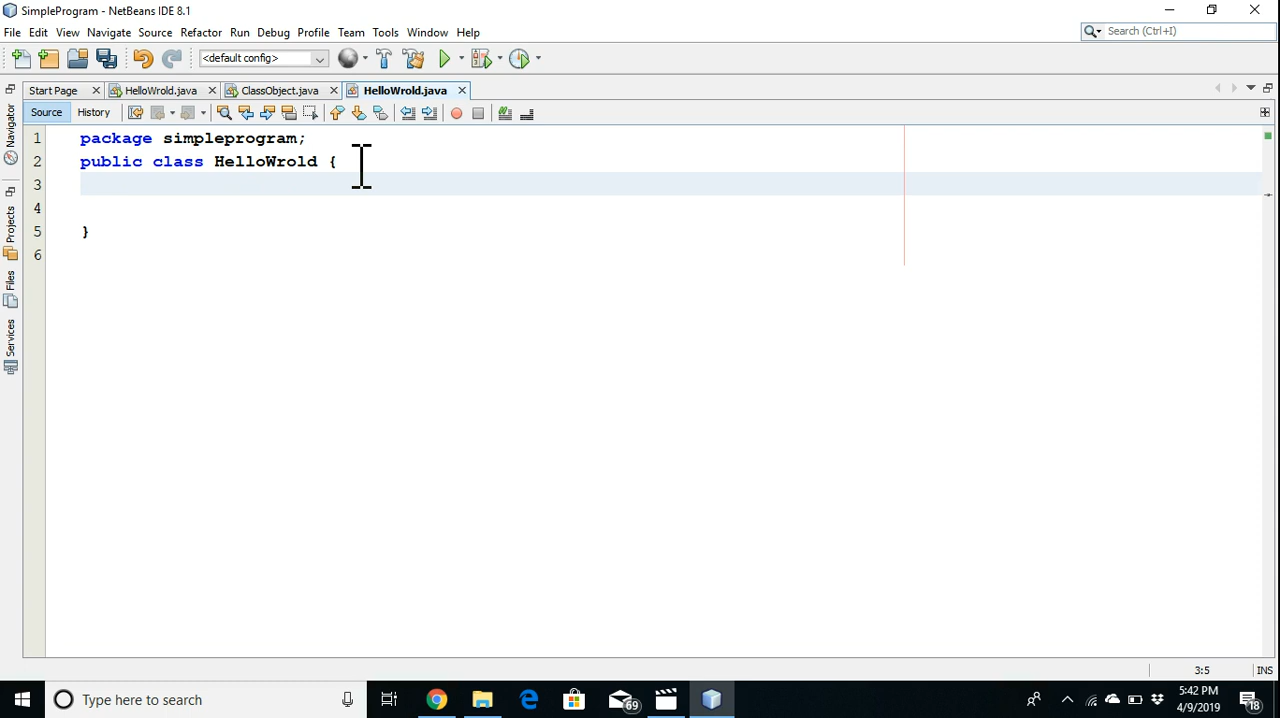 SimpleProgram - NetBeans IDE 8.1
File Edit View Navigate Source Refactor Run Debug Profile Team Tools Window Help
Search (Ctrl+I)
<default config>
Start Page HelloWrold.java ClassObject.java HelloWrold.java
Source History
Navigator
Projects
Files
Services
1 package simpleprogram;
2 public class HelloWrold {
3
4
5 }
6
3:5 INS
Type here to search
69
5:42 PM
4/9/2019
18